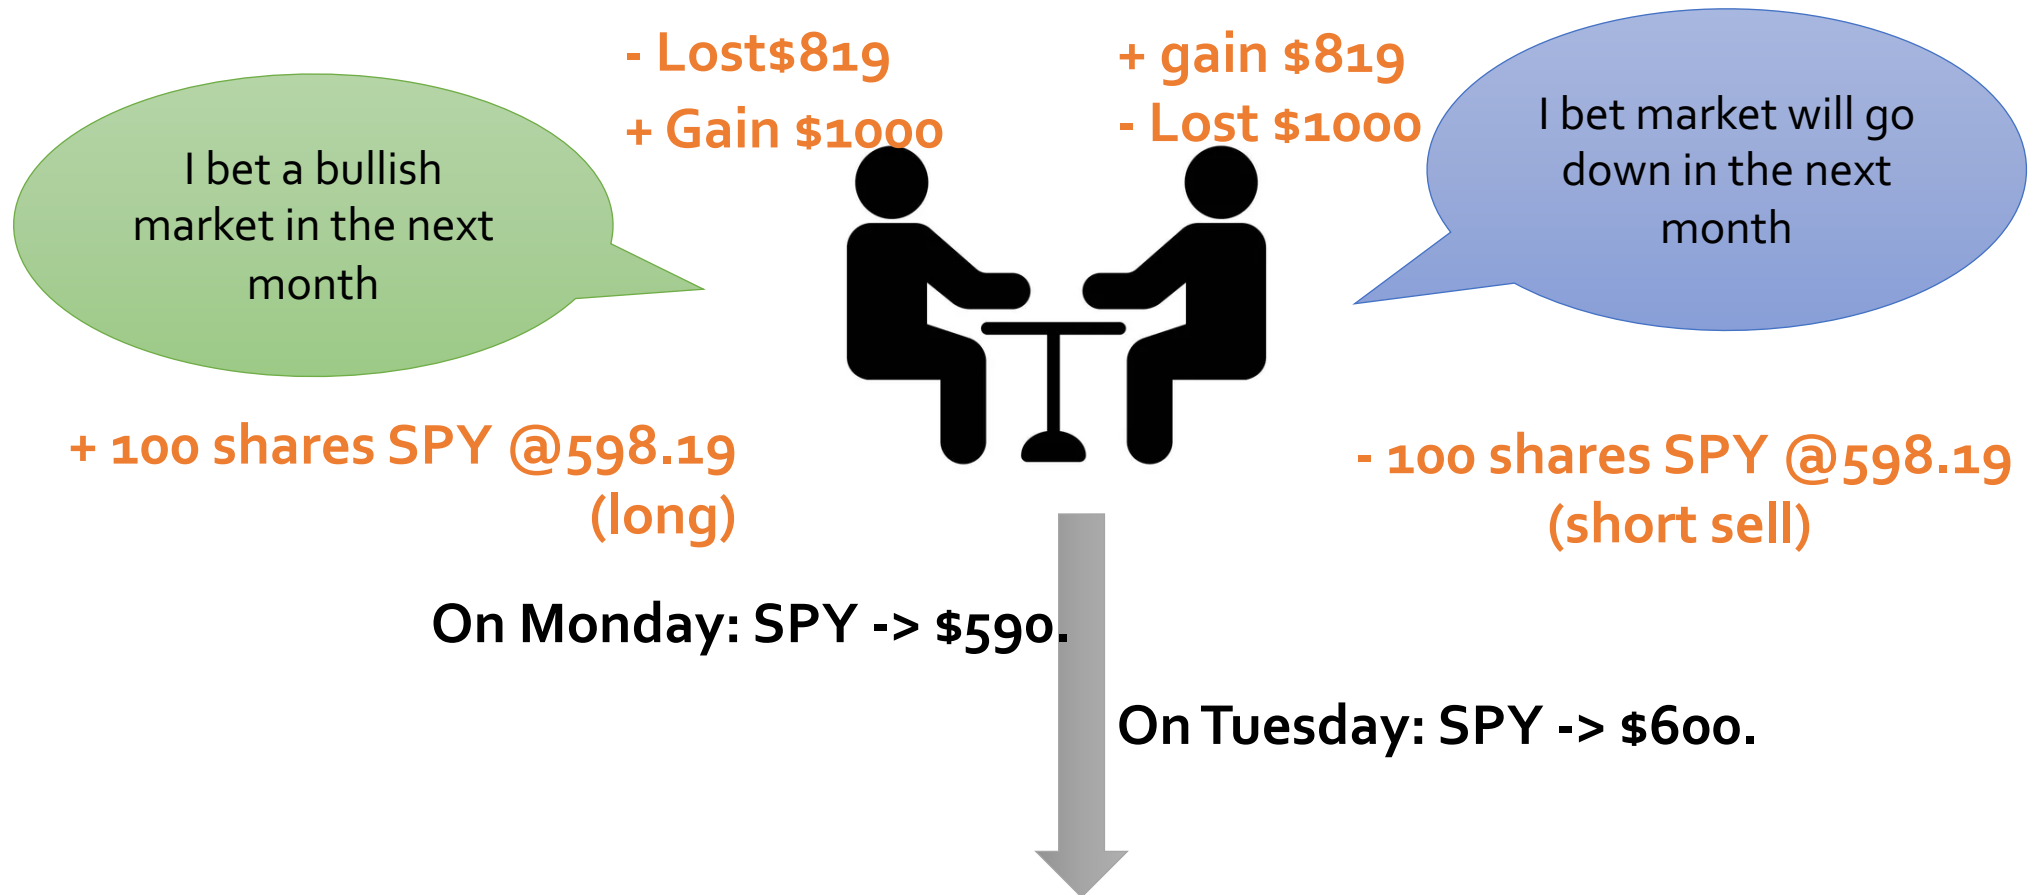 - Lost$819
+ Gain $1000
+ gain $819
- Lost $1000
I bet a bullish
market in the next
month
I bet market will go
down in the next
month
+ 100 shares SPY @598.19
(long)
- 100 shares SPY @598.19
(short sell)
On Monday: SPY -> $590.
On Tuesday: SPY -> $600.